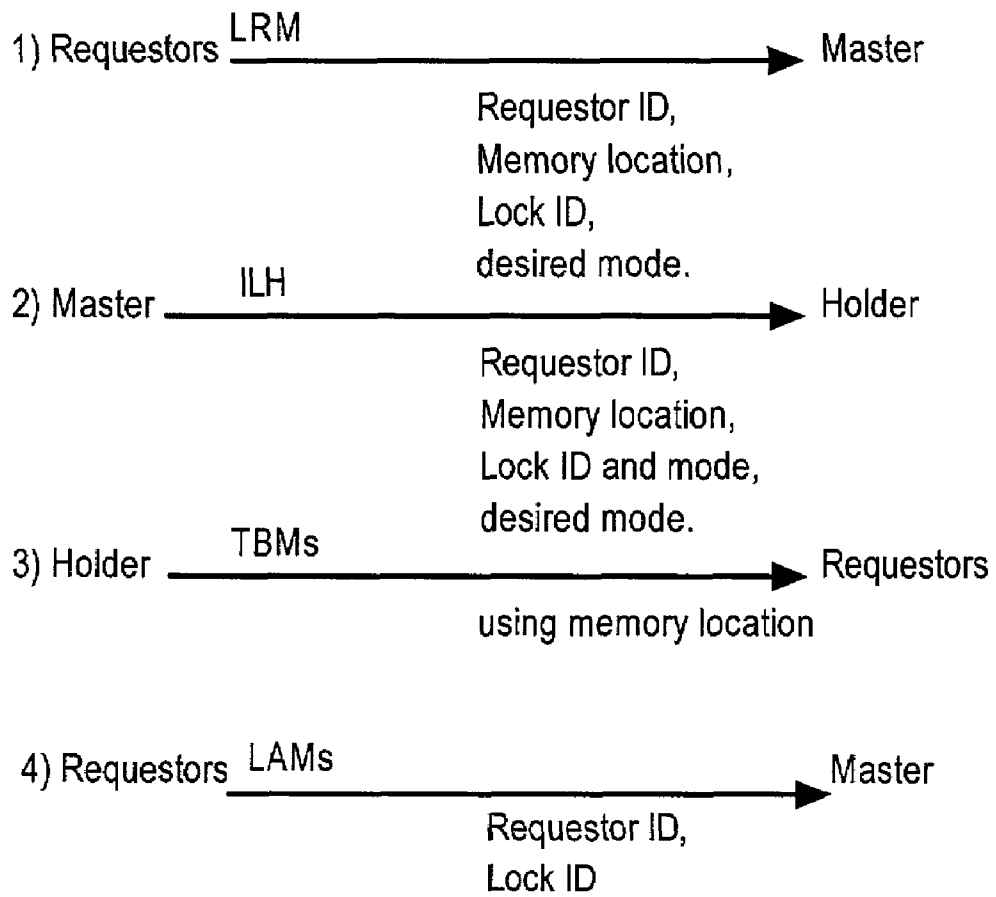 1) Requestors LRM Master
Requestor ID,
Memory location,
Lock ID,
desired mode.
2) Master ILH Holder
Requestor ID,
Memory location,
Lock ID and mode,
desired mode.
3) Holder TBMs Requestors
using memory location
4) Requestors LAMs Master
Requestor ID,
Lock ID